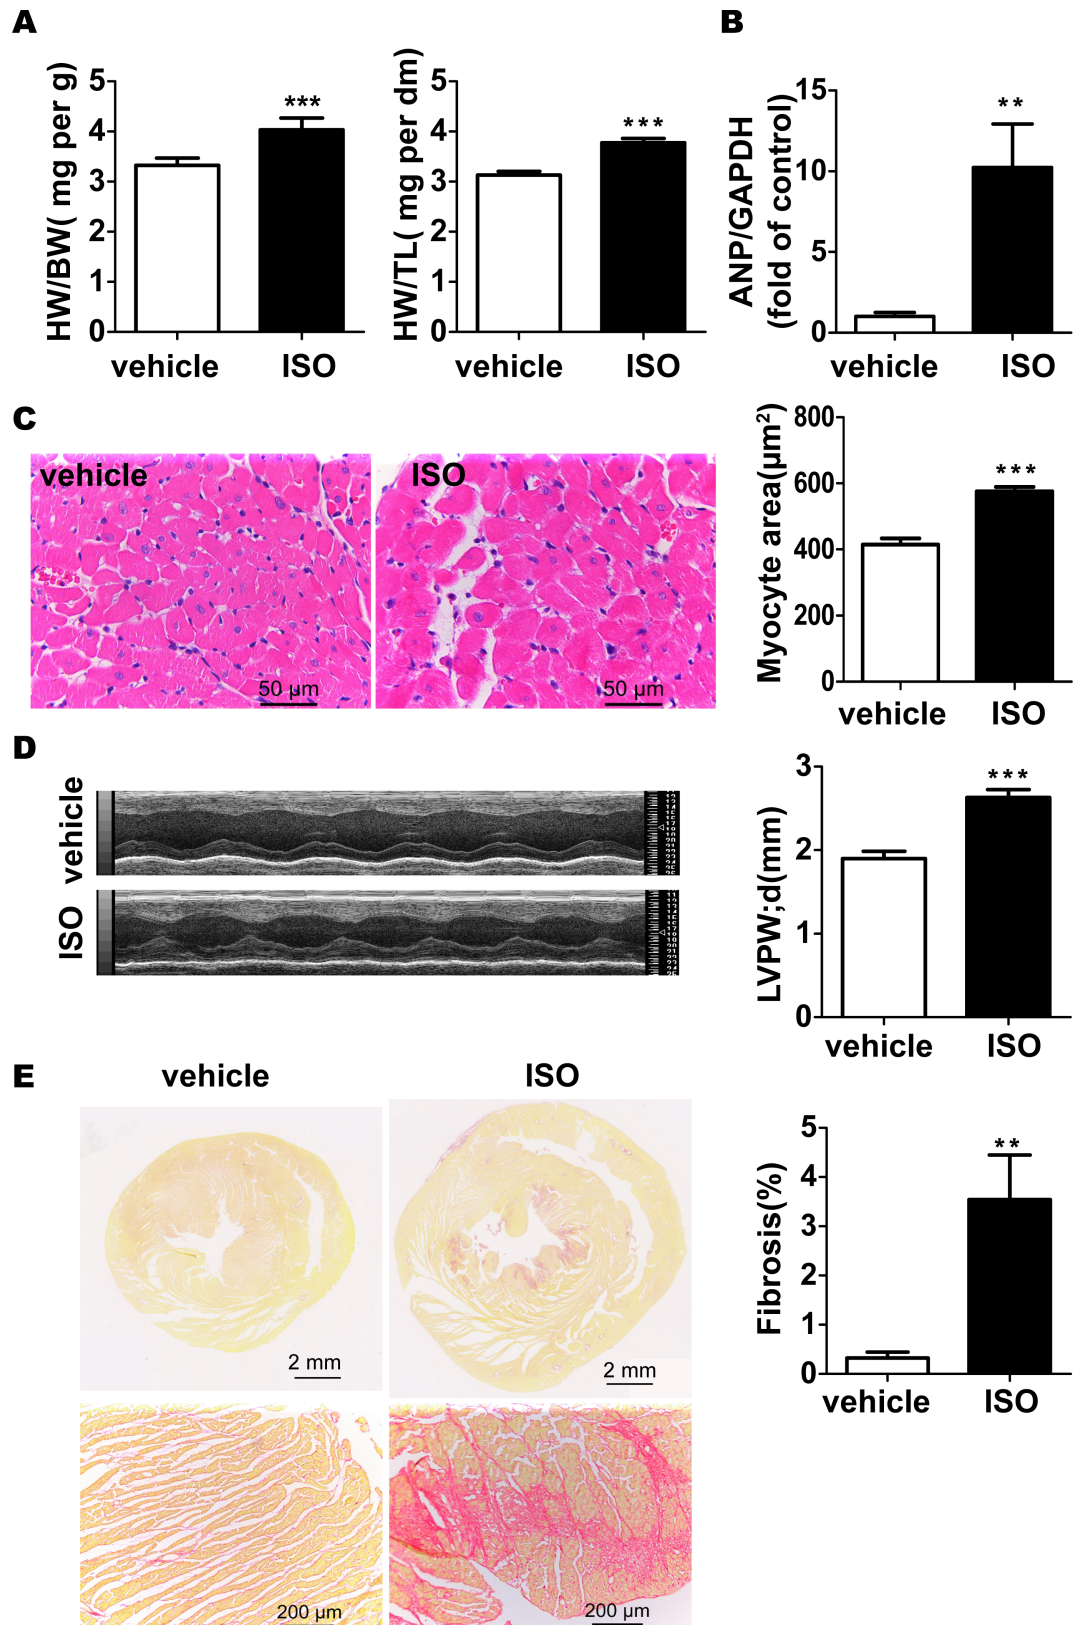 A
B
HW/BW( mg per g)
5
4
3
2
1
0
vehicle
ISO
***
HW/TL( mg per dm)
5
4
3
2
1
0
vehicle
ISO
***
ANP/GAPDH
(fold of control)
15
10
5
0
vehicle
ISO
**
C
vehicle
ISO
50 µm
50 µm
Myocyte area(µm²)
800
600
400
200
0
vehicle
ISO
***
D
vehicle
ISO
LVPW;d(mm)
3
2
1
0
vehicle
ISO
***
E
vehicle
ISO
2 mm
2 mm
200 µm
200 µm
Fibrosis(%)
5
4
3
2
1
0
vehicle
ISO
**